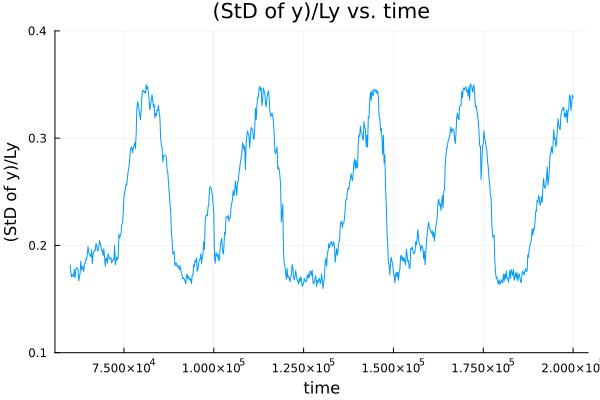 (StD of y)/Ly vs. time
(StD of y)/Ly
0.4
0.3
0.2
0.1
7.500×10⁴ 1.000×10⁵ 1.250×10⁵ 1.500×10⁵ 1.750×10⁵ 2.000×10⁵
time